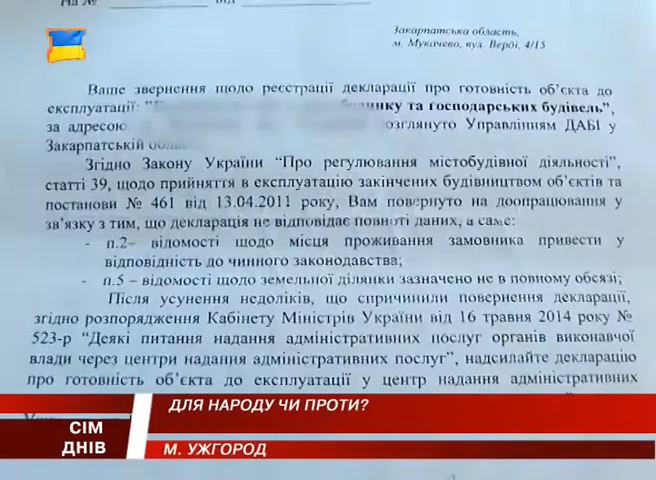 На № від
Закарпатська область,
м. Мукачево, вул. Верді, 4/15
Ваше звернення щодо реєстрації декларації про готовність об’єкта до
експлуатації: та господарських будівель”,
за адресою розглянуто Управлінням ДАБІ у
Закарпатській
Згідно Закону України “Про регулювання містобудівної діяльності”,
статті 39, щодо прийняття в експлуатацію закінчених будівництвом об’єктів та
постанови № 461 від 13.04.2011 року, Вам повернуто на доопрацювання у
зв’язку з тим, що декларація не відповідає повноті даних, а саме:
- п.2– відомості щодо місця проживання замовника привести у
відповідність до чинного законодавства;
- п.5 – відомості щодо земельної ділянки зазначено не в повному обсязі;
Після усунення недоліків, що спричинили повернення декларації,
згідно розпорядження Кабінету Міністрів України від 16 травня 2014 року №
523-р “Деякі питання надання адміністративних послуг органів виконавчої
влади через центри надання адміністративних послуг”, надсилайте декларацію
про готовність об’єкта до експлуатації у центр надання адміністративних
СІМ
ДНІВ
ДЛЯ НАРОДУ ЧИ ПРОТИ?
М. УЖГОРОД